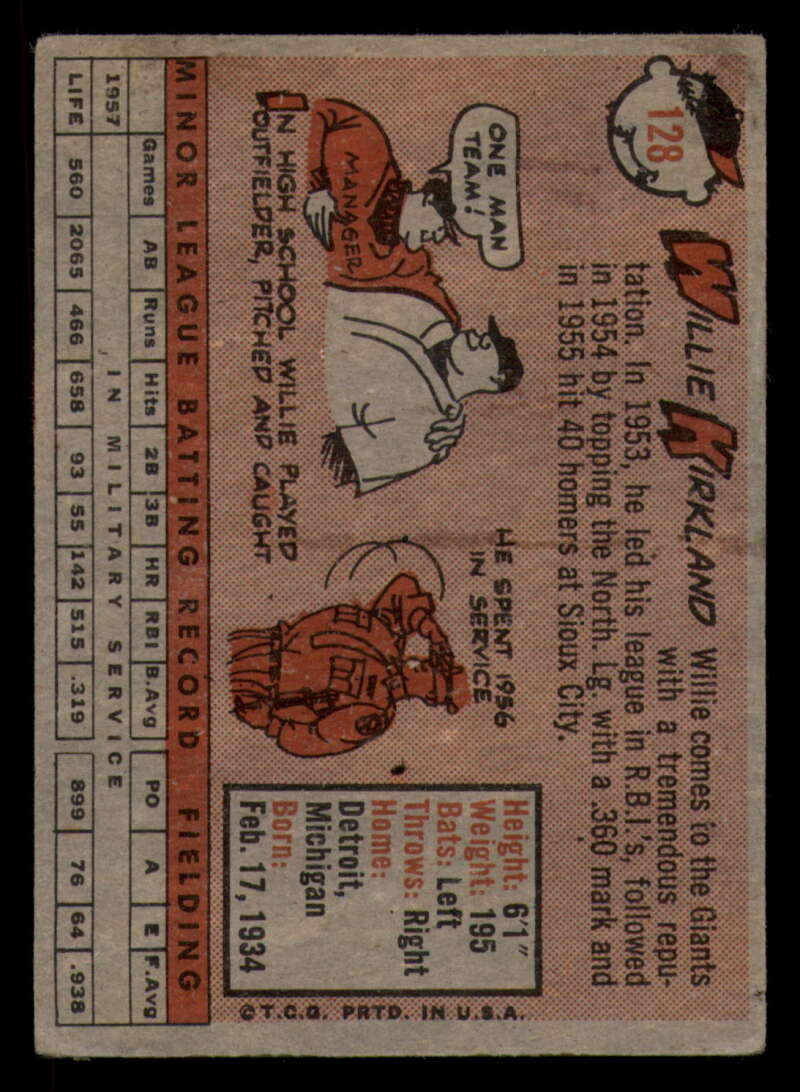 128
WILLIE KIRKLAND Willie comes to the Giants
with a tremendous repu-
tation. In 1953, he led his league in R.B.I.'s, followed
in 1954 by topping the North. Lg. with a .360 mark and
in 1955 hit 40 homers at Sioux City.
ONE MAN
TEAM!
MANAGER
IN HIGH SCHOOL WILLIE PLAYED
OUTFIELDER, PITCHED AND CAUGHT
HE SPENT 1956
IN SERVICE
Height: 6'1"
Weight: 195
Bats: Left
Throws: Right
Home:
Detroit,
Michigan
Born:
Feb. 17, 1934
©T.C.G. PRTD. IN U.S.A.
MINOR LEAGUE BATTING RECORD FIELDING
Games AB Runs Hits 2B 3B HR RBI B.Avg PO A E F.Avg
1957 IN MILITARY SERVICE
LIFE 560 2065 466 658 93 55 142 515 .319 899 76 64 .938